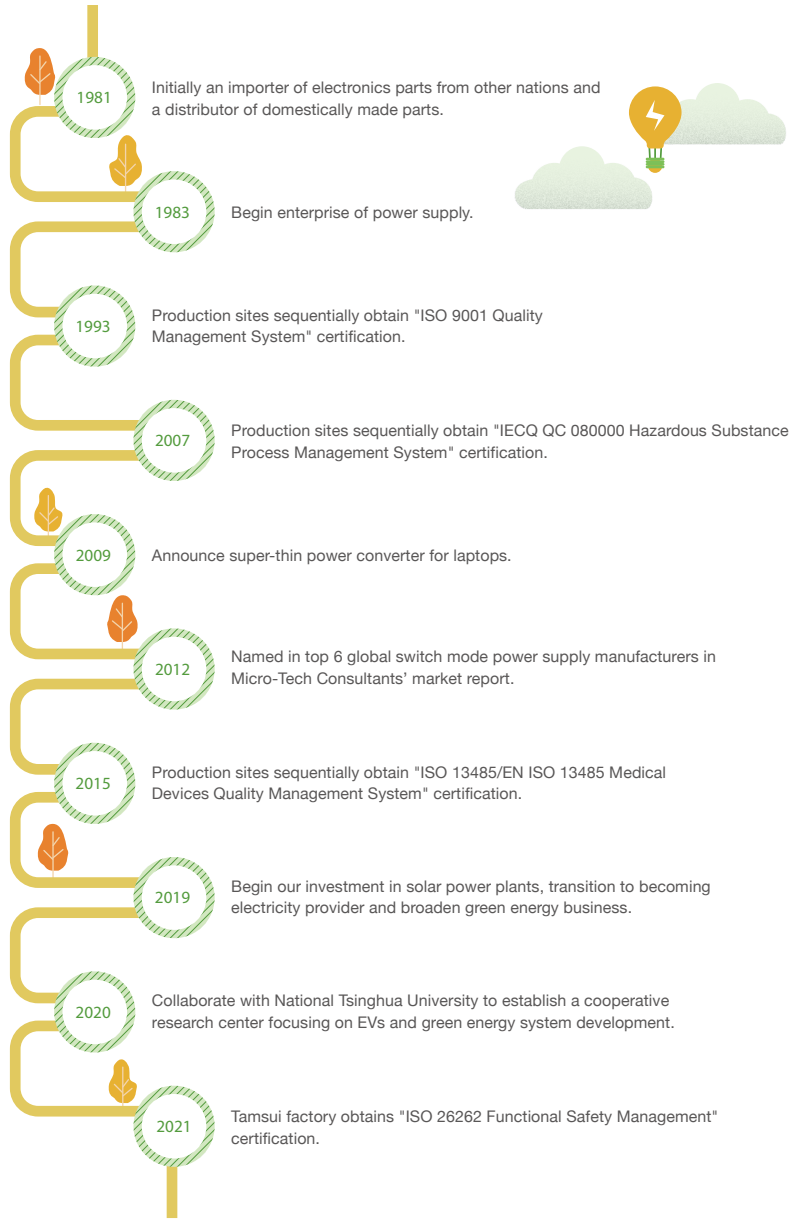 1981
Initially an importer of electronics parts from other nations and
a distributor of domestically made parts.
1983
Begin enterprise of power supply.
1993
Production sites sequentially obtain "ISO 9001 Quality
Management System" certification.
2007
Production sites sequentially obtain "IECQ QC 080000 Hazardous Substance
Process Management System" certification.
2009
Announce super-thin power converter for laptops.
2012
Named in top 6 global switch mode power supply manufacturers in
Micro-Tech Consultants’ market report.
2015
Production sites sequentially obtain "ISO 13485/EN ISO 13485 Medical
Devices Quality Management System" certification.
2019
Begin our investment in solar power plants, transition to becoming
electricity provider and broaden green energy business.
2020
Collaborate with National Tsinghua University to establish a cooperative
research center focusing on EVs and green energy system development.
2021
Tamsui factory obtains "ISO 26262 Functional Safety Management"
certification.